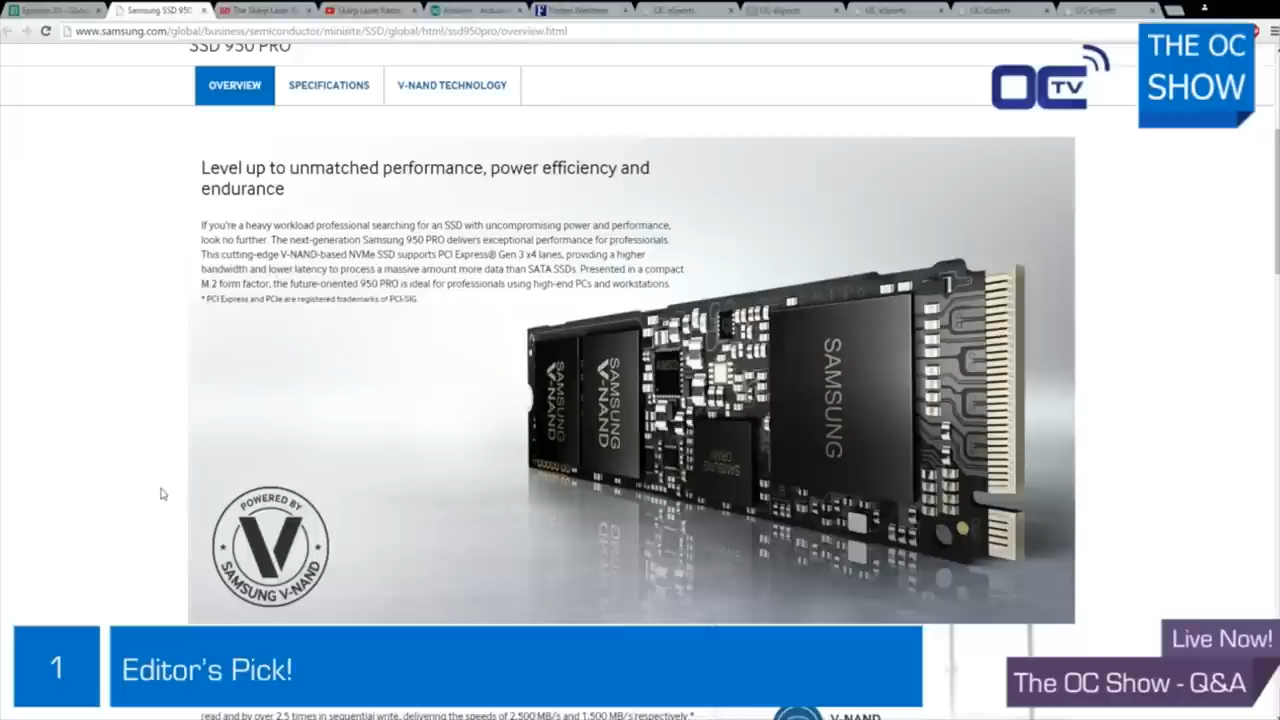 Samsung SSD 950
www.samsung.com/global/business/semiconductor/minisite/SSD/global/html/ssd950pro/overview.html
SSD 950 PRO
OVERVIEW
SPECIFICATIONS
V-NAND TECHNOLOGY
OC TV
THE OC
SHOW
Level up to unmatched performance, power efficiency and
endurance
If you're a heavy workload professional searching for an SSD with uncompromising power and performance,
look no further. The next-generation Samsung 950 PRO delivers exceptional performance for professionals.
This cutting-edge V-NAND-based NVMe SSD supports PCI Express® Gen 3 x4 lanes, providing a higher
bandwidth and lower latency to process a massive amount more data than SATA SSDs. Presented in a compact
M.2 form factor, the future-oriented 950 PRO is ideal for professionals using high-end PCs and workstations.
* PCI Express and PCIe are registered trademarks of PCI-SIG.
SAMSUNG
V-NAND
SAMSUNG
V-NAND
SAMSUNG
DRAM
SAMSUNG
POWERED BY
V
SAMSUNG V-NAND
1
Editor's Pick!
Live Now!
The OC Show - Q&A
read and by over 2.5 times in sequential write, delivering the speeds of 2,500 MB/s and 1,500 MB/s respectively.*
V-NAND